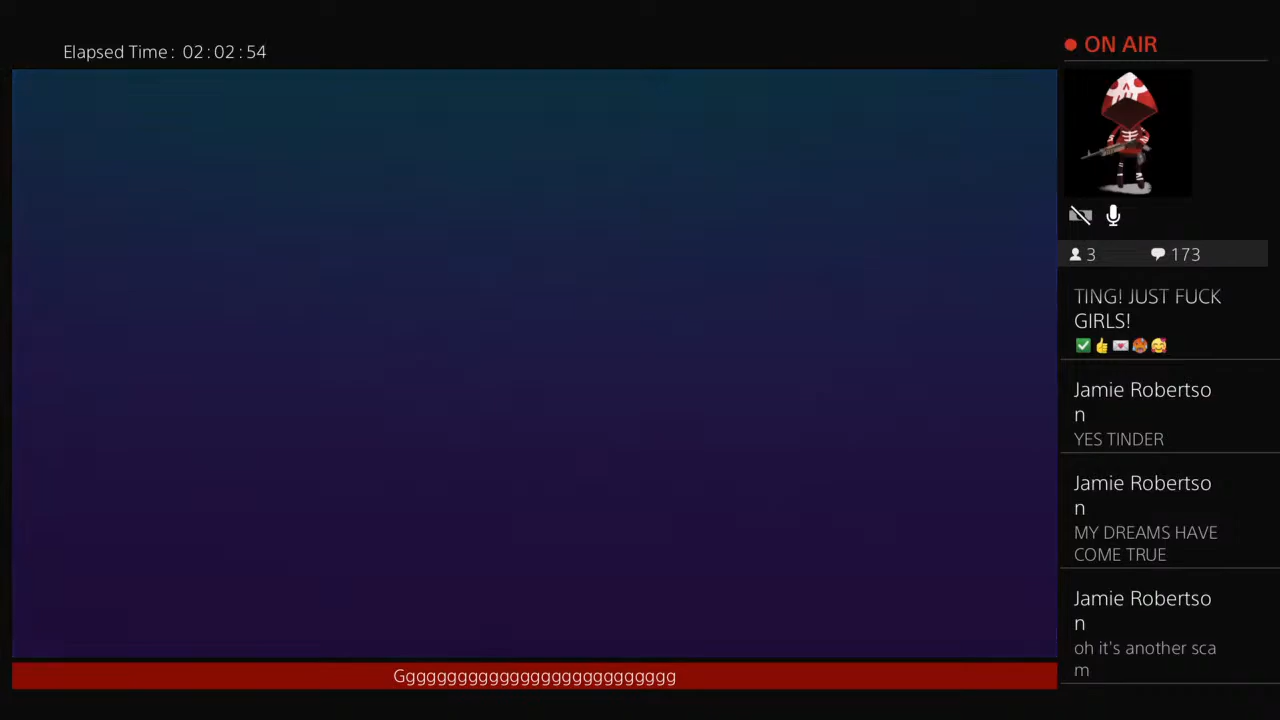 Elapsed Time: 02:02:54
ON AIR
3 173
TING! JUST FUCK
GIRLS!
✅👍💌🥵🥰
Jamie Robertso
n
YES TINDER
Jamie Robertso
n
MY DREAMS HAVE
COME TRUE
Jamie Robertso
n
oh it's another sca
m
Gggggggggggggggggggggggggg